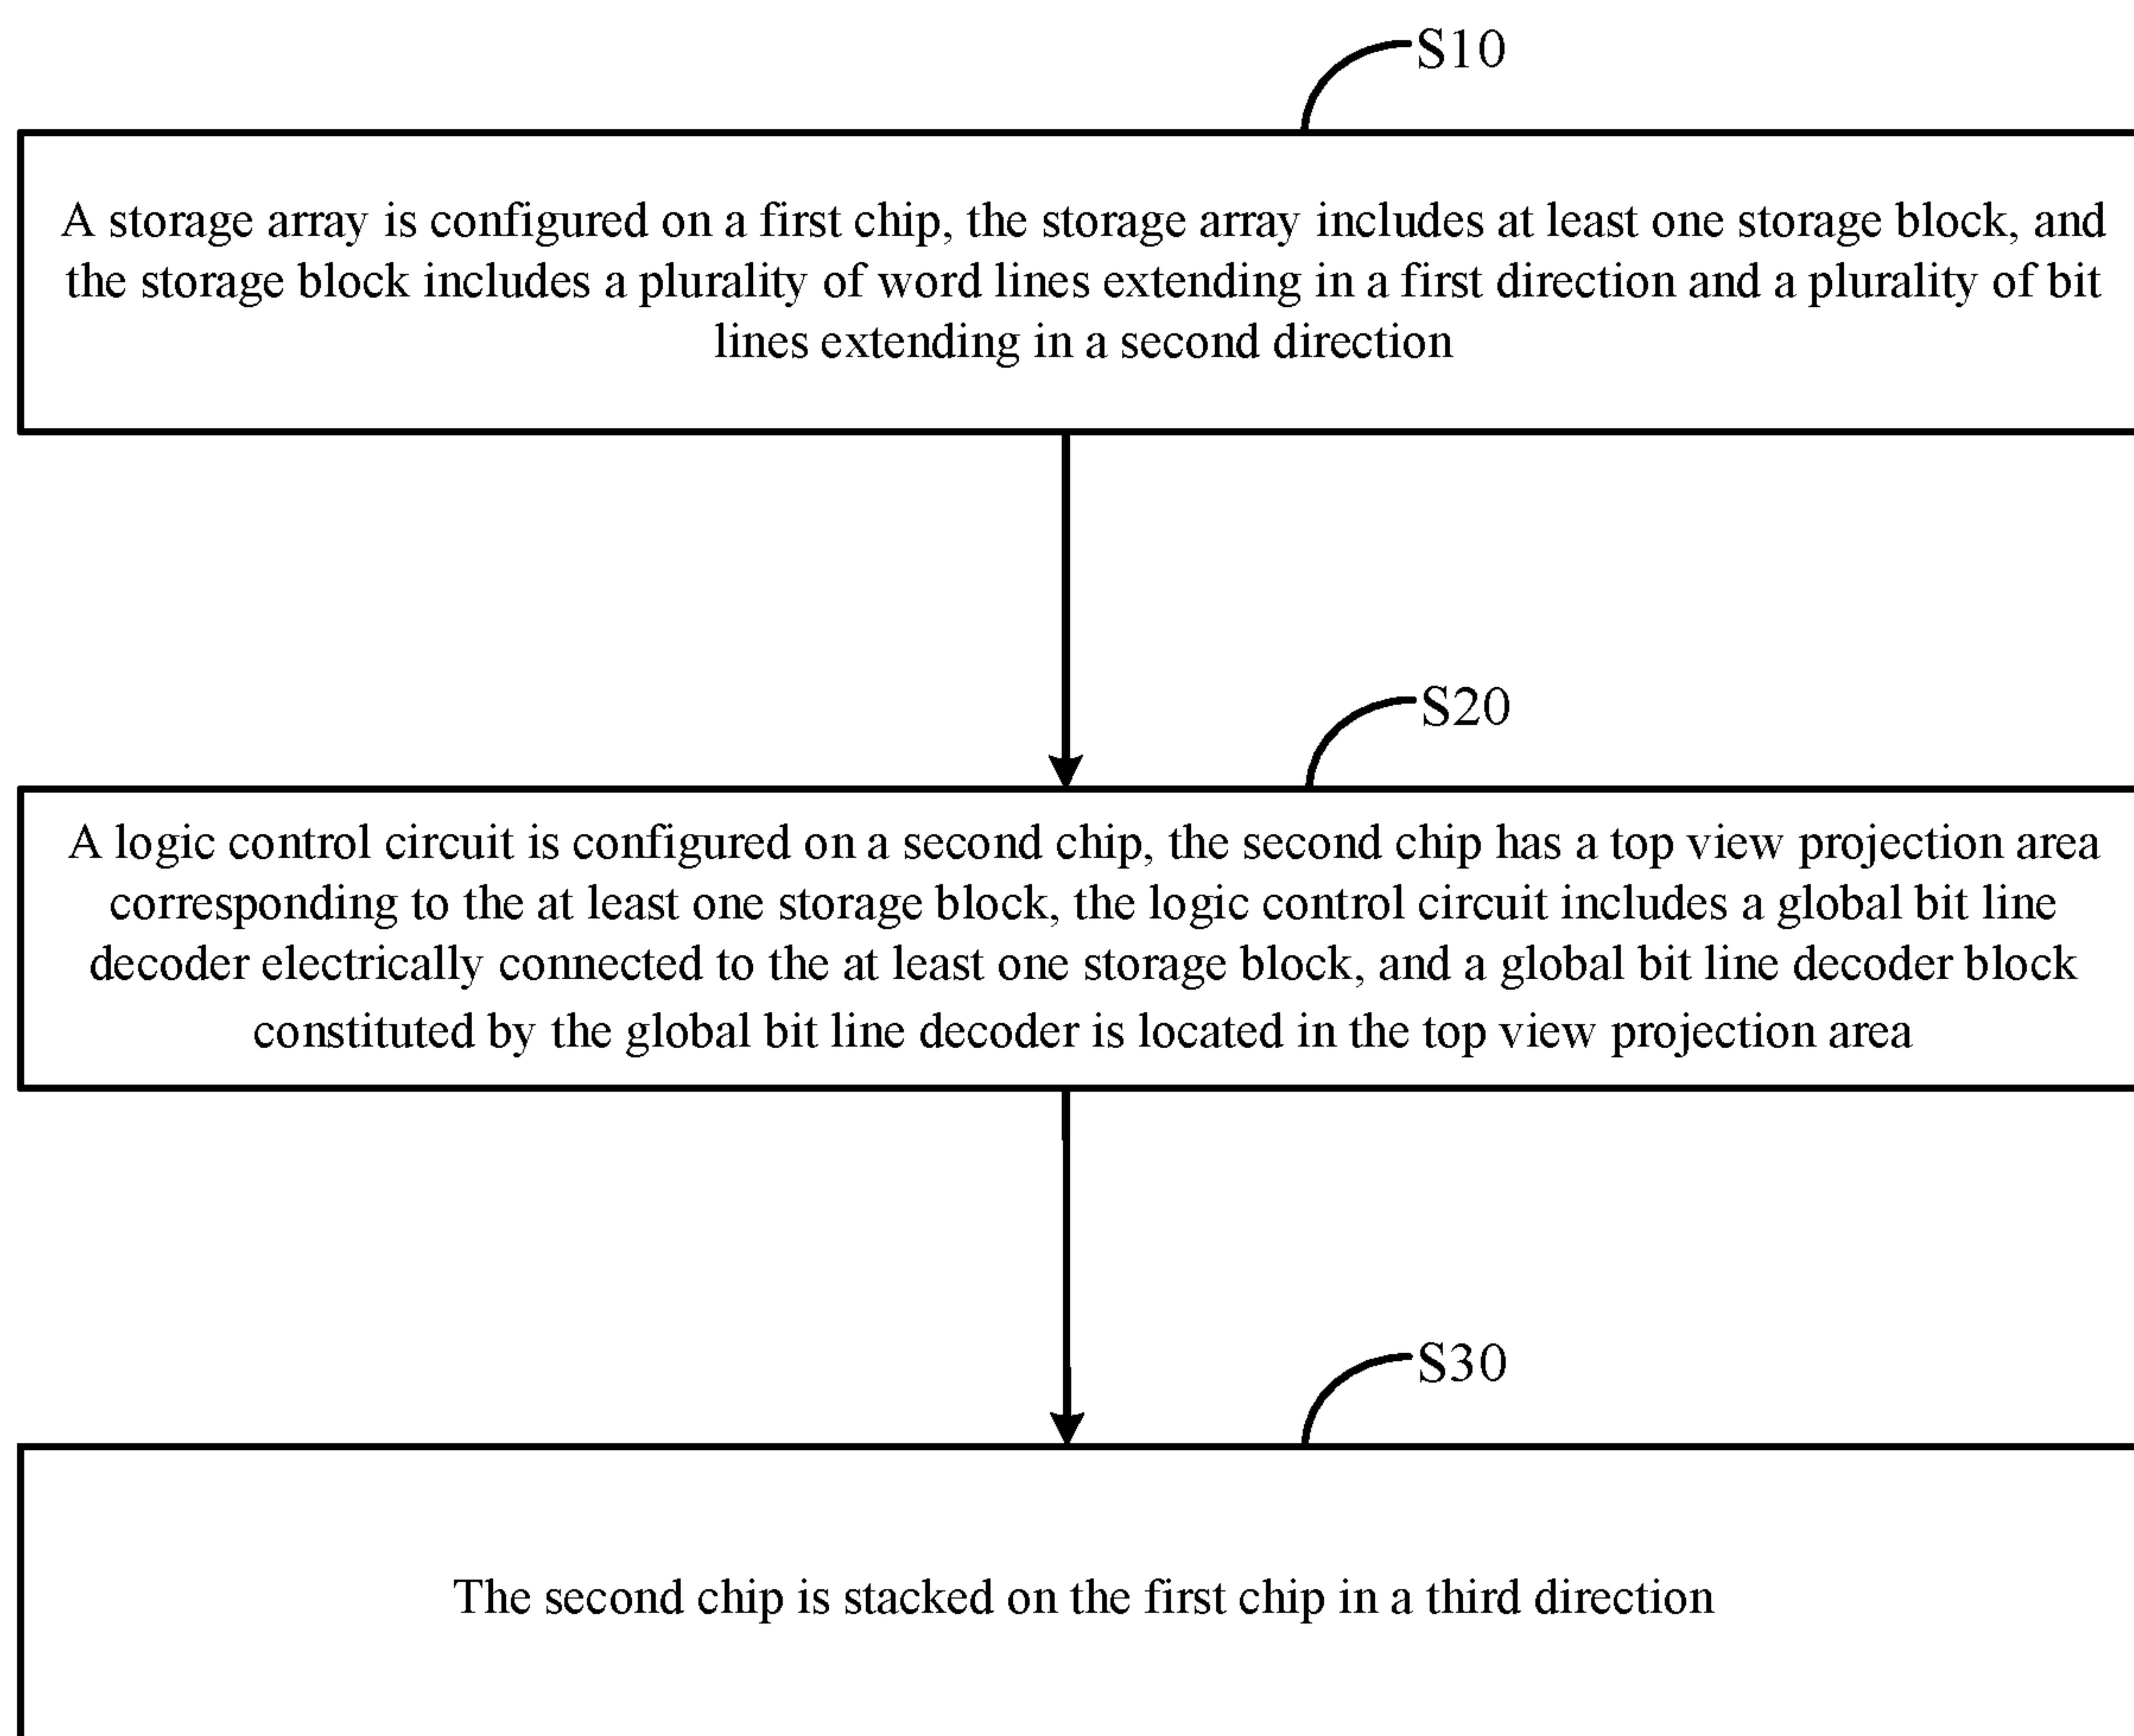 S10
A storage array is configured on a first chip, the storage array includes at least one storage block, and
the storage block includes a plurality of word lines extending in a first direction and a plurality of bit
lines extending in a second direction
S20
A logic control circuit is configured on a second chip, the second chip has a top view projection area
corresponding to the at least one storage block, the logic control circuit includes a global bit line
decoder electrically connected to the at least one storage block, and a global bit line decoder block
constituted by the global bit line decoder is located in the top view projection area
S30
The second chip is stacked on the first chip in a third direction